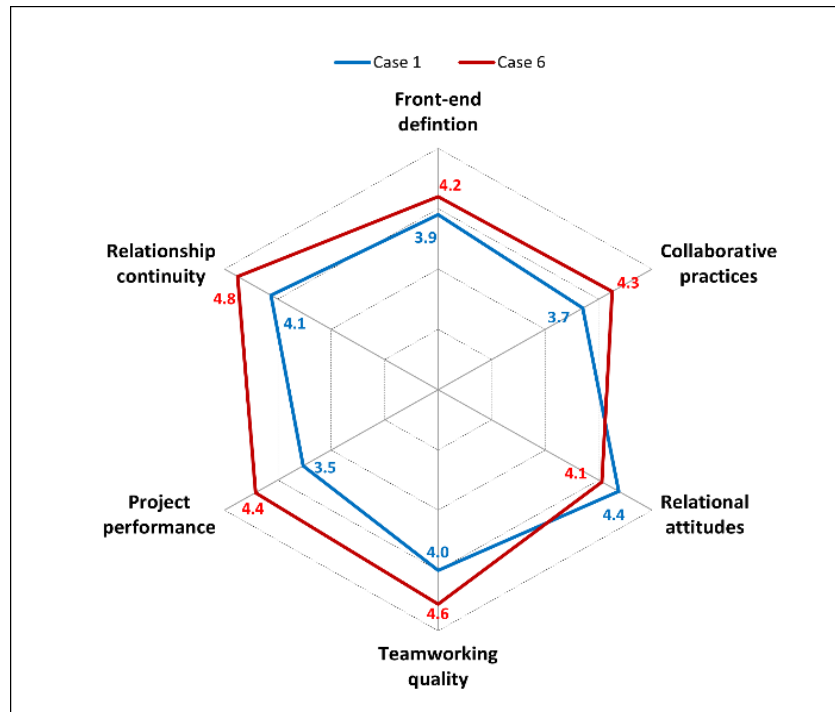 Case 1 Case 6
Front-end
defintion
4.2
3.9
Relationship
continuity
Collaborative
practices
4.8
4.1
4.3
3.7
3.5
4.1
Project
performance
4.4
Relational
attitudes
4.4
4.0
4.6
Teamworking
quality